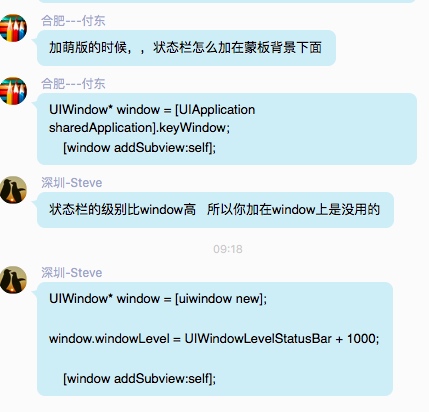 合肥---付东
加萌版的时候，，状态栏怎么加在蒙板背景下面
合肥---付东
UIWindow* window = [UIApplication
sharedApplication].keyWindow;
[window addSubview:self];
深圳-Steve
状态栏的级别比window高   所以你加在window上是没用的
09:18
深圳-Steve
UIWindow* window = [uiwindow new];
window.windowLevel = UIWindowLevelStatusBar + 1000;
[window addSubview:self];